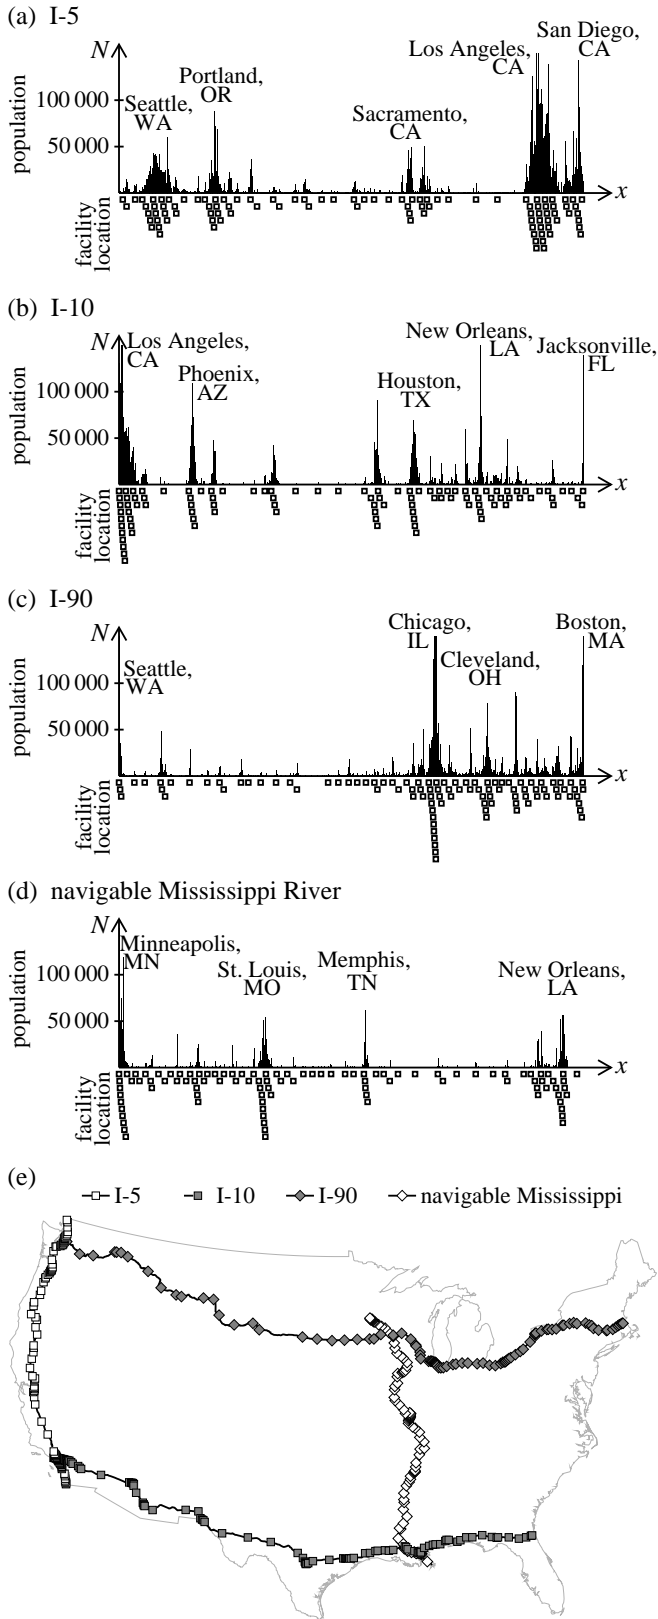 (a) I-5
N
population
100 000
50 000
Seattle,
WA
Portland,
OR
Sacramento,
CA
Los Angeles,
CA
San Diego,
CA
x
facility
location
(b) I-10
N
population
100 000
50 000
Los Angeles,
CA
Phoenix,
AZ
Houston,
TX
New Orleans,
LA
Jacksonville,
FL
x
facility
location
(c) I-90
N
population
100 000
50 000
Seattle,
WA
Chicago,
IL
Cleveland,
OH
Boston,
MA
x
facility
location
(d) navigable Mississippi River
N
population
100 000
50 000
Minneapolis,
MN
St. Louis,
MO
Memphis,
TN
New Orleans,
LA
x
facility
location
(e)
I-5 I-10 I-90 navigable Mississippi